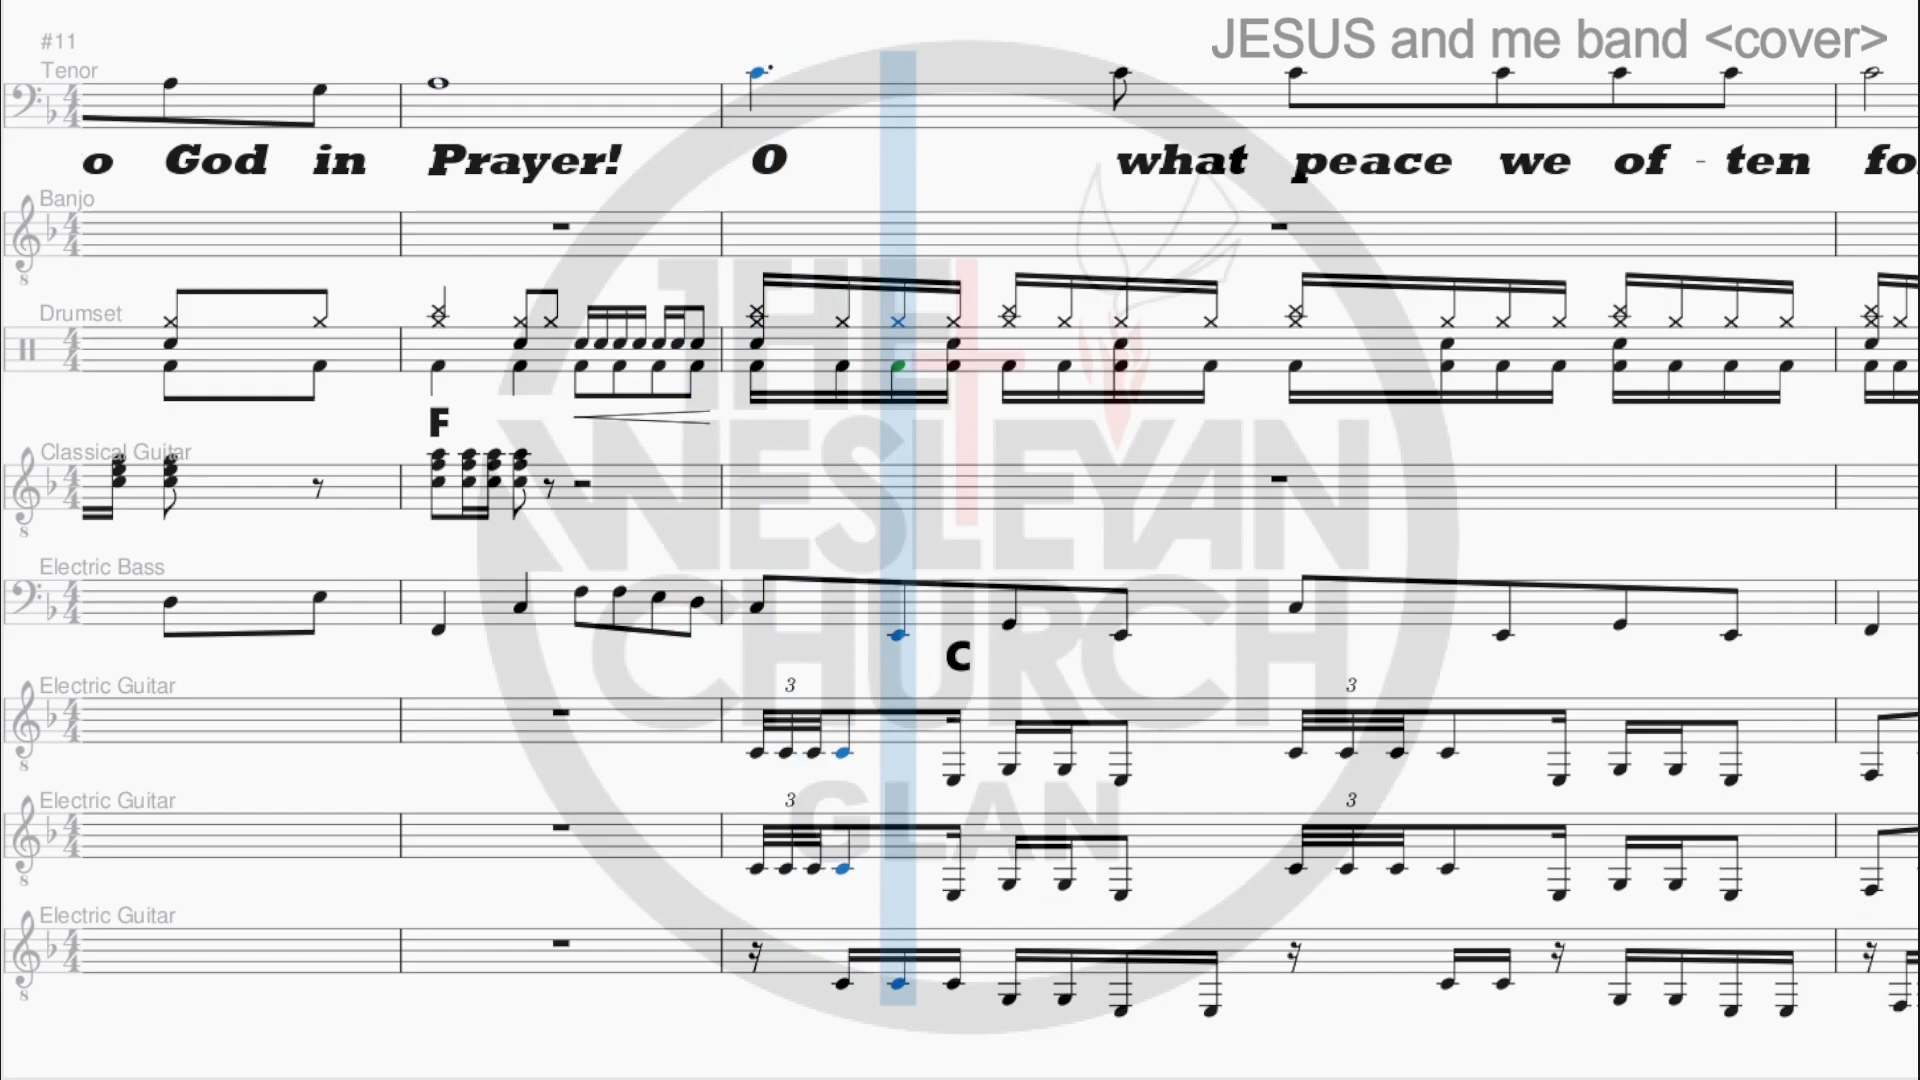 JESUS and me band <cover>
#11
Tenor
o God in Prayer! O what peace we of - ten fo
Banjo
Drumset
F
Classical Guitar
Electric Bass
C
Electric Guitar
3 3
Electric Guitar
3 3
Electric Guitar
THE
WESLEYAN
CHURCH
GLAN